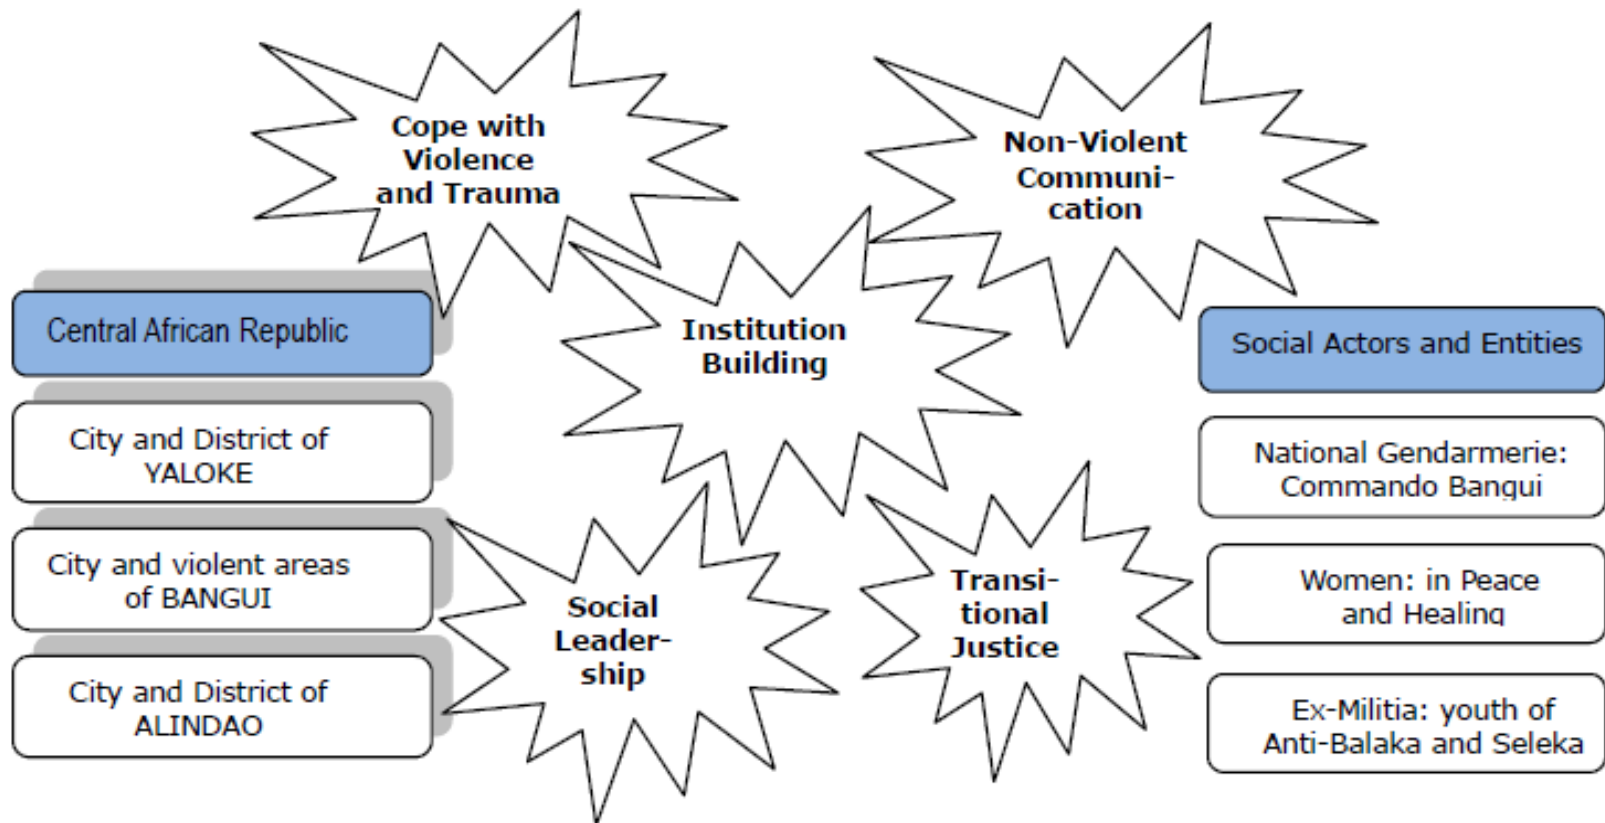 Cope with
Violence
and Trauma
Non-Violent
Communi-
cation
Institution
Building
Central African Republic
City and District of
YALOKE
City and violent areas
of BANGUI
City and District of
ALINDAO
Social
Leader-
ship
Transi-
tional
Justice
Social Actors and Entities
National Gendarmerie:
Commando Bangui
Women: in Peace
and Healing
Ex-Militia: youth of
Anti-Balaka and Seleka